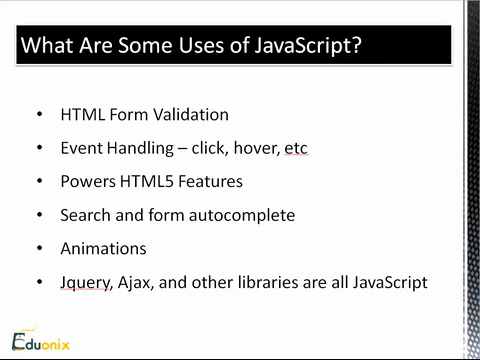 What Are Some Uses of JavaScript?
• HTML Form Validation
• Event Handling – click, hover, etc
• Powers HTML5 Features
• Search and form autocomplete
• Animations
• Jquery, Ajax, and other libraries are all JavaScript
Eduonix